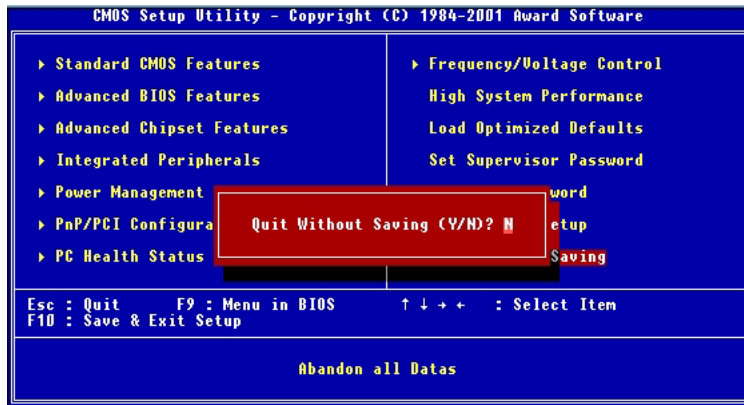 CMOS Setup Utility - Copyright (C) 1984-2001 Award Software
▸ Standard CMOS Features
▸ Advanced BIOS Features
▸ Advanced Chipset Features
▸ Integrated Peripherals
▸ Power Management
▸ PnP/PCI Configura
▸ PC Health Status
▸ Frequency/Voltage Control
High System Performance
Load Optimized Defaults
Set Supervisor Password
word
etup
Saving
Quit Without Saving (Y/N)? N
Esc : Quit F9 : Menu in BIOS ↑ ↓ → ← : Select Item
F10 : Save & Exit Setup
Abandon all Datas